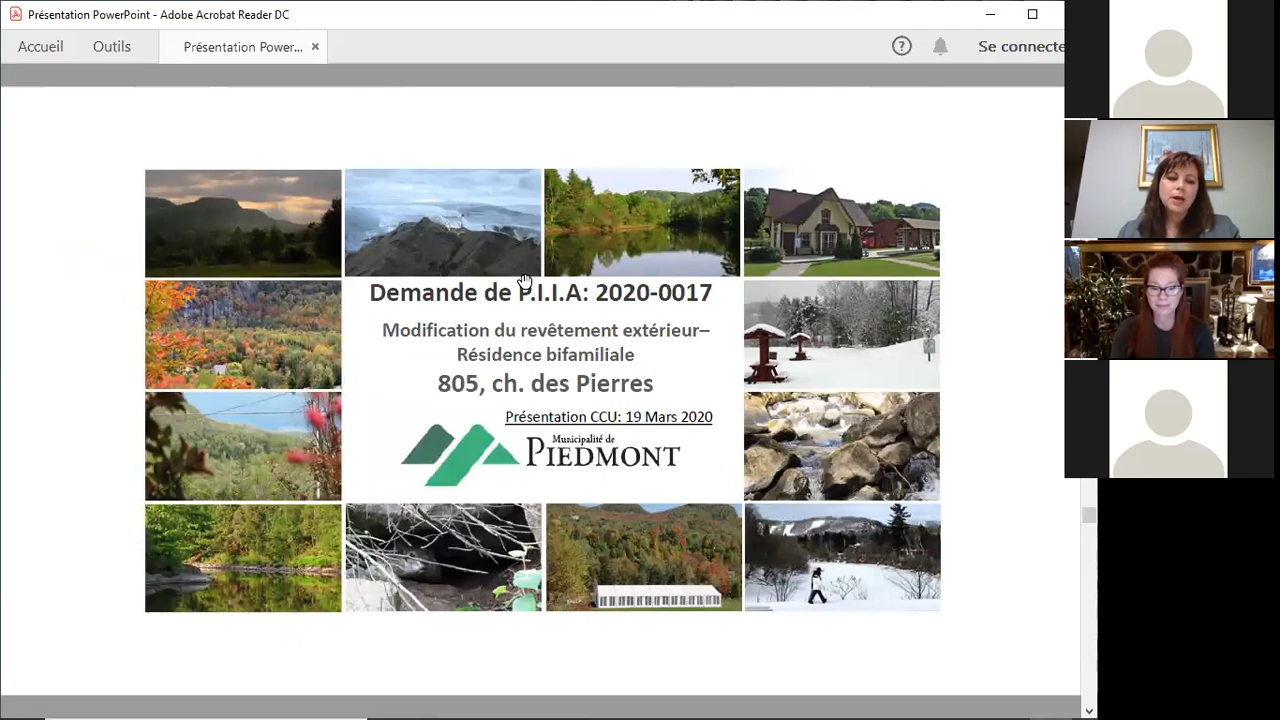 Présentation PowerPoint - Adobe Acrobat Reader DC
Accueil
Outils
Présentation Power...
Se connecte
Demande de P.I.I.A: 2020-0017
Modification du revêtement extérieur–
Résidence bifamiliale
805, ch. des Pierres
Présentation CCU: 19 Mars 2020
Municipalité de
PIEDMONT